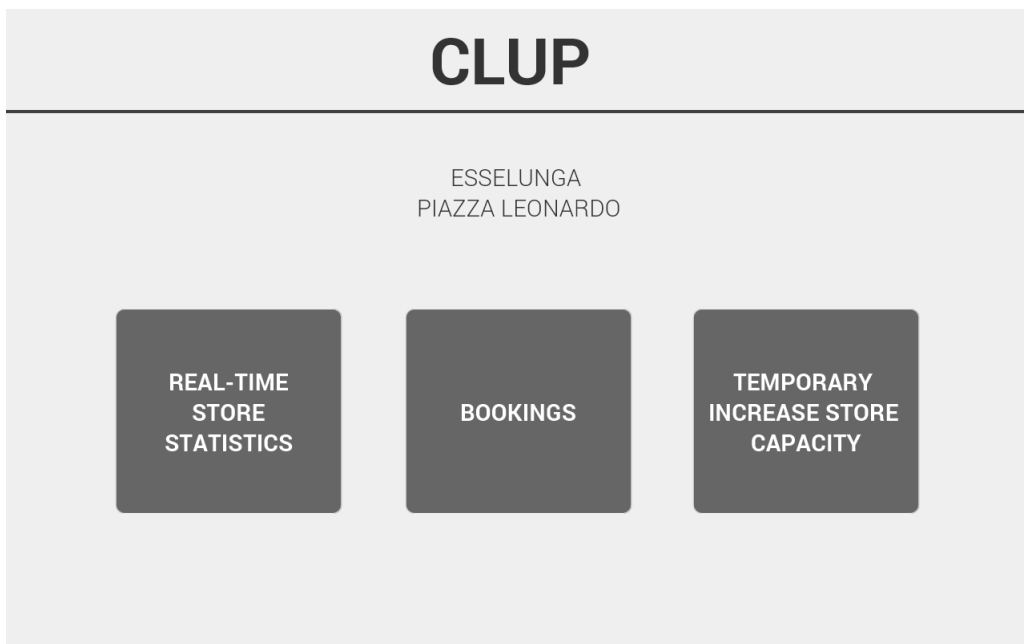 CLUP
ESSELUNGA
PIAZZA LEONARDO
REAL-TIME
STORE
STATISTICS
BOOKINGS
TEMPORARY
INCREASE STORE
CAPACITY